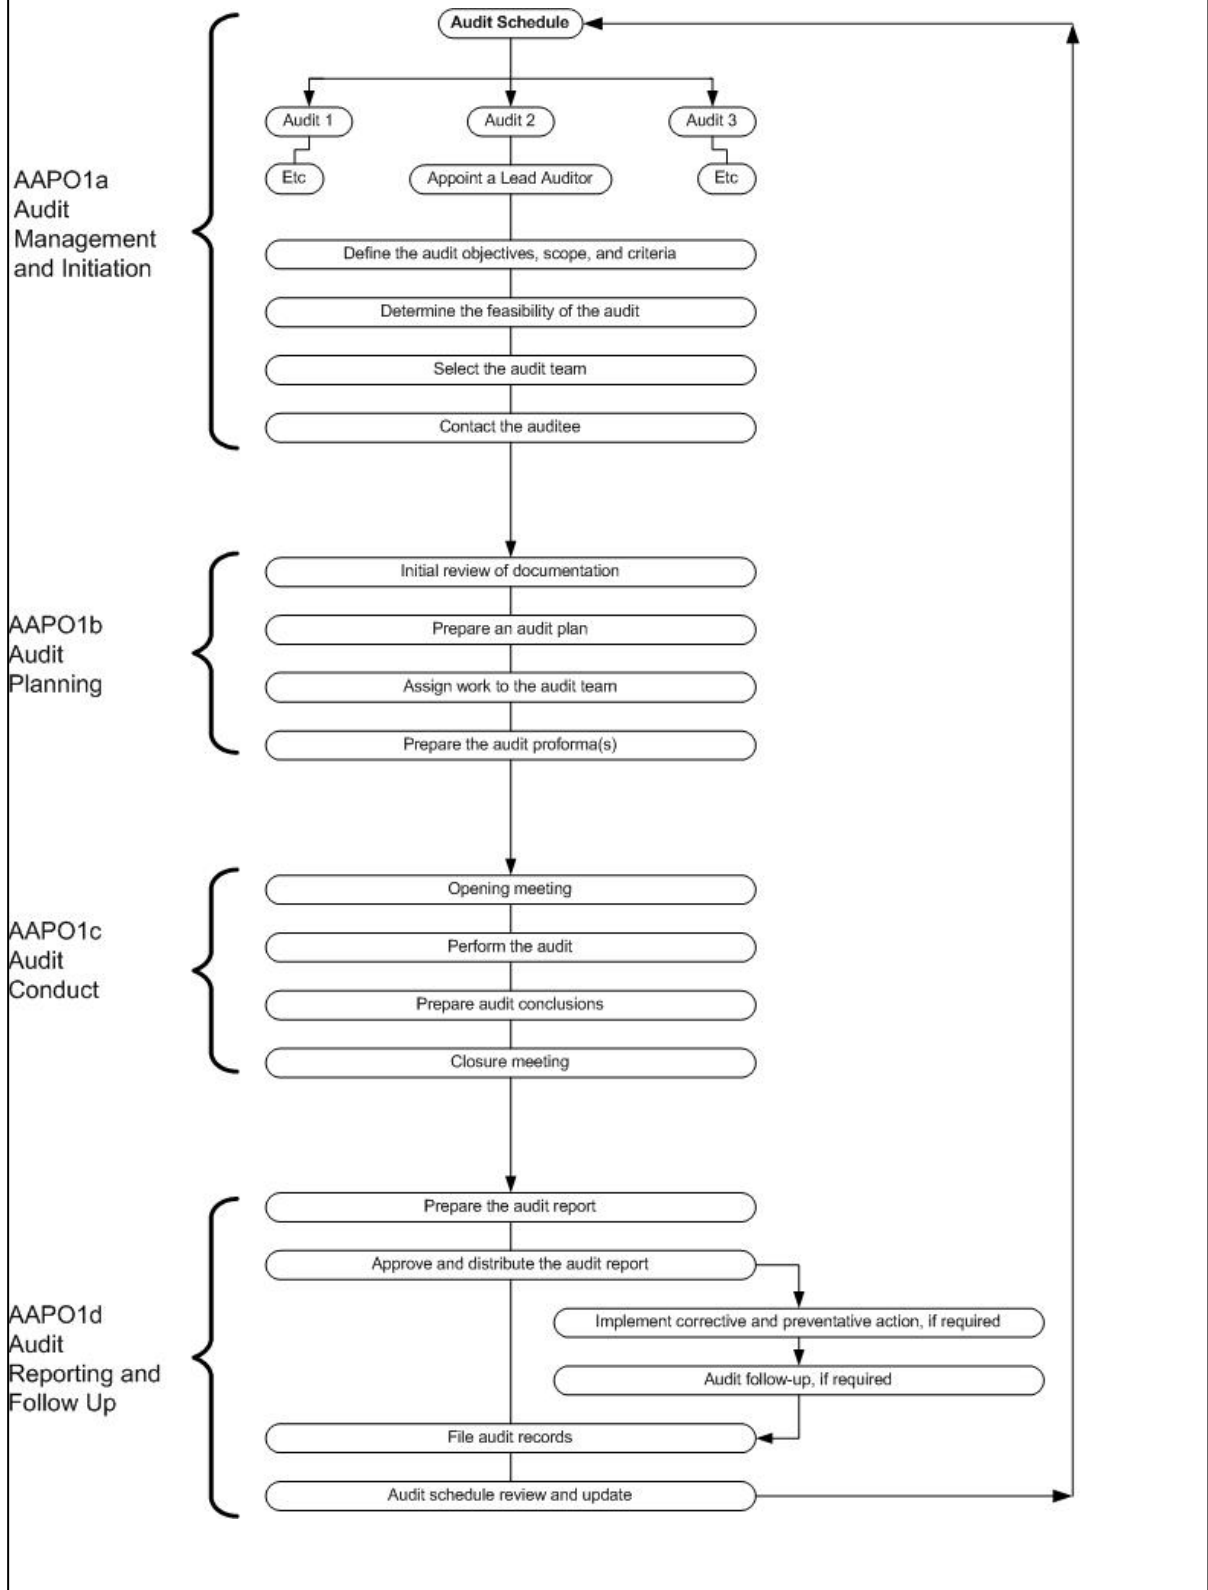 Audit Schedule
Audit 1
Audit 2
Audit 3
Etc
Appoint a Lead Auditor
Etc
AAPO1a
Audit
Management
and Initiation
Define the audit objectives, scope, and criteria
Determine the feasibility of the audit
Select the audit team
Contact the auditee
AAPO1b
Audit
Planning
Initial review of documentation
Prepare an audit plan
Assign work to the audit team
Prepare the audit proforma(s)
AAPO1c
Audit
Conduct
Opening meeting
Perform the audit
Prepare audit conclusions
Closure meeting
AAPO1d
Audit
Reporting and
Follow Up
Prepare the audit report
Approve and distribute the audit report
Implement corrective and preventative action, if required
Audit follow-up, if required
File audit records
Audit schedule review and update